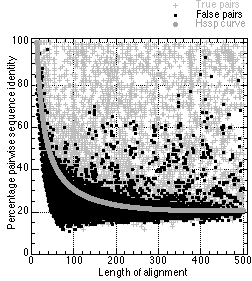 True pairs
False pairs
Hssp curve
Percentage pairwise sequence identity
100
80
60
40
20
0
0 100 200 300 400 500
Length of alignment